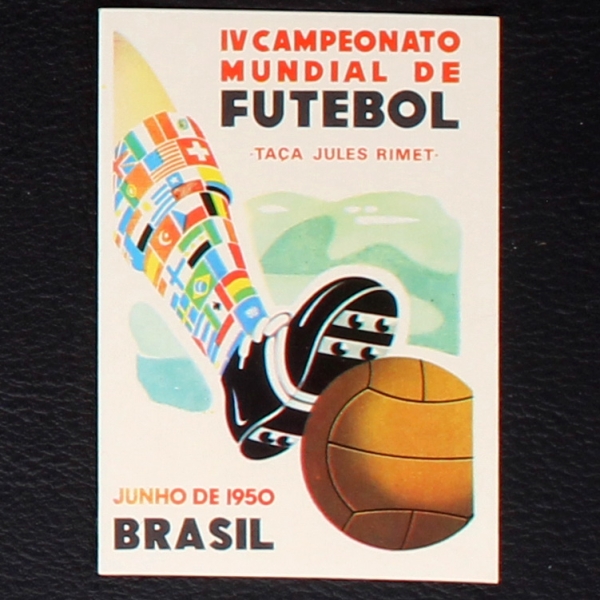 IV CAMPEONATO
MUNDIAL DE
FUTEBOL
-TAÇA JULES RIMET-
JUNHO DE 1950
BRASIL